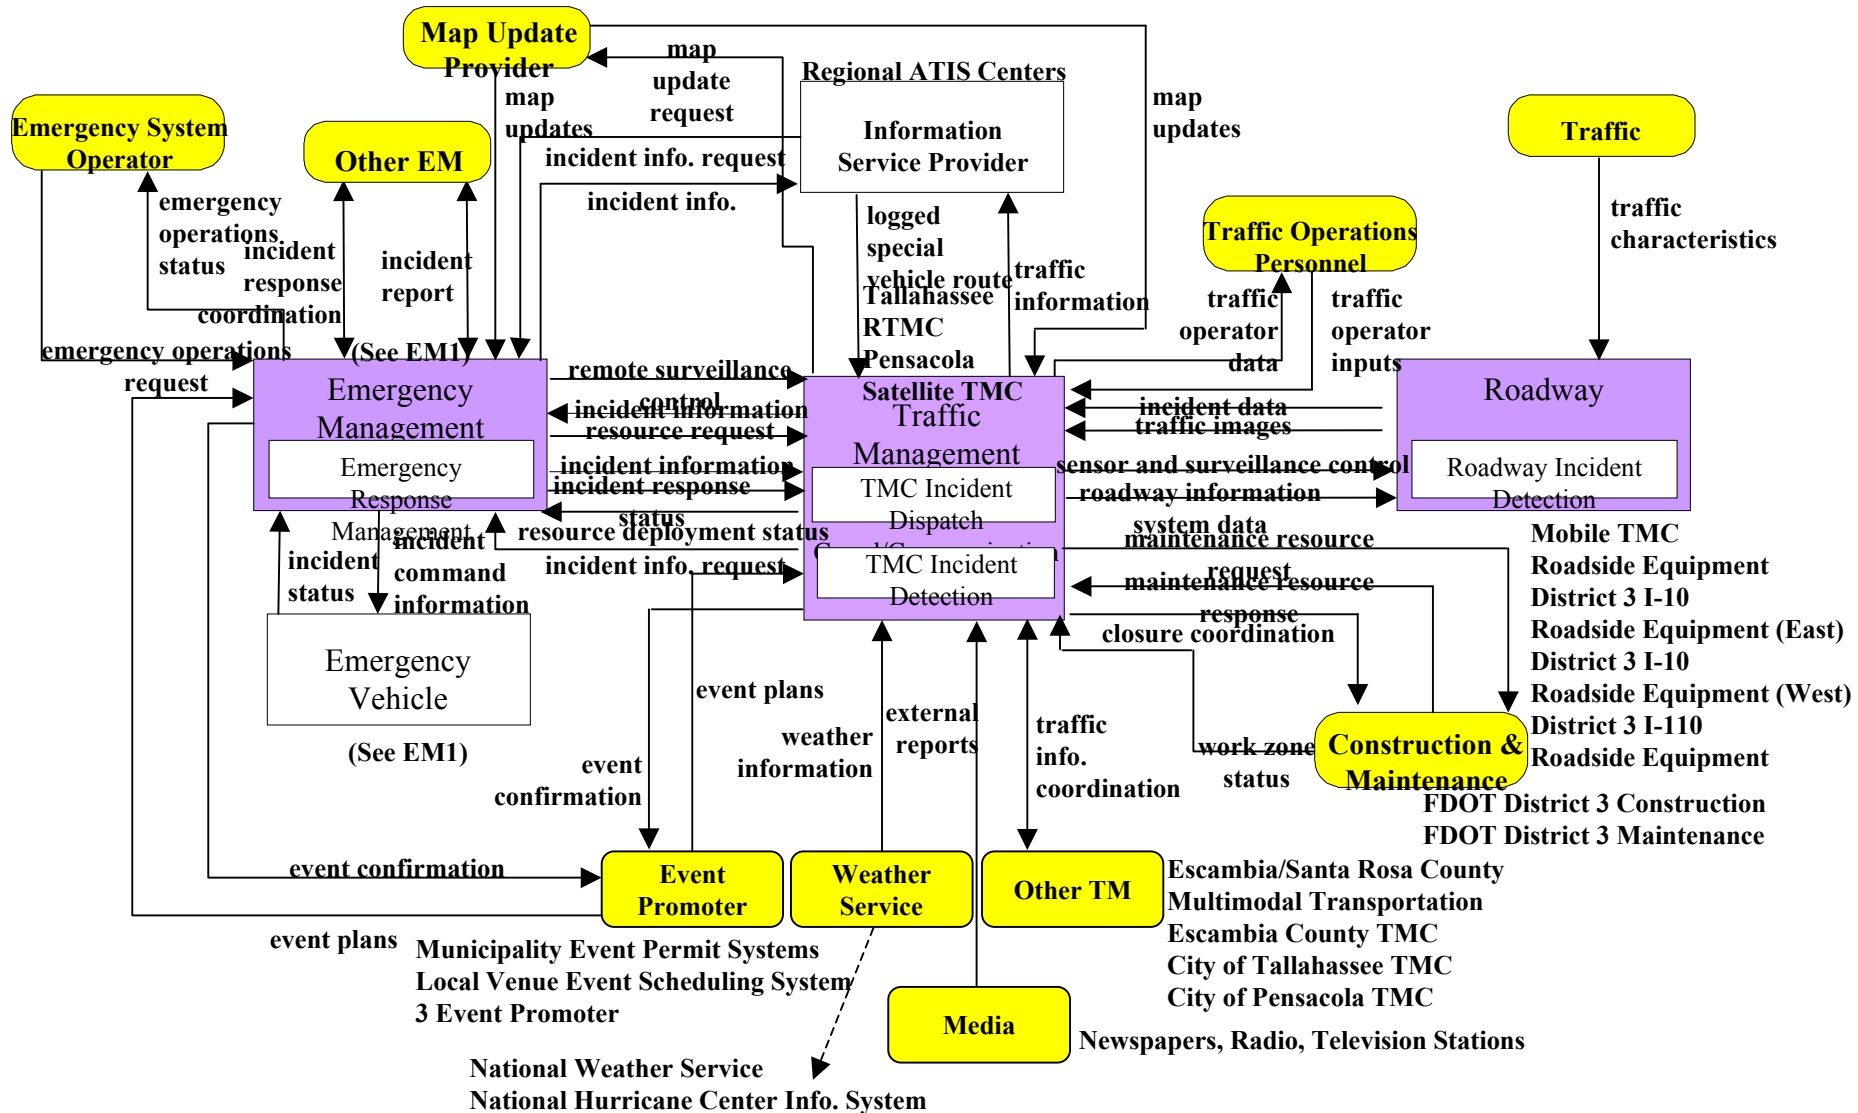 Map Update
Provider
map
update
request
Regional ATIS Centers
map
updates
map
updates
Information
Service Provider
Emergency System
Operator
Other EM
Traffic
incident info. request
incident info.
emergency
operations
status
incident
response
coordination
incident
report
logged
special
vehicle route
traffic
information
Traffic Operations
Personnel
traffic
characteristics
Tallahassee
RTMC
Pensacola
Satellite TMC
traffic
operator
data
traffic
operator
inputs
emergency operations
request
(See EM1)
Emergency
Management
Emergency
Response
Management
remote surveillance
control
incident information
resource request
incident information
incident response
status
resource deployment status
incident info. request
Traffic
Management
TMC Incident
Dispatch
TMC Incident
Detection
incident data
traffic images
sensor and surveillance control
roadway information
system data
maintenance resource
request
maintenance resource
response
closure coordination
Roadway
Roadway Incident
Detection
Mobile TMC
Roadside Equipment
District 3 I-10
Roadside Equipment (East)
District 3 I-10
Roadside Equipment (West)
District 3 I-110
Roadside Equipment
incident
status
incident
command
information
Emergency
Vehicle
(See EM1)
event plans
event
confirmation
weather
information
external
reports
traffic
info.
coordination
work zone
status
Construction &
Maintenance
FDOT District 3 Construction
FDOT District 3 Maintenance
event confirmation
event plans
Event
Promoter
Weather
Service
Other TM
Escambia/Santa Rosa County
Multimodal Transportation
Escambia County TMC
City of Tallahassee TMC
City of Pensacola TMC
Municipality Event Permit Systems
Local Venue Event Scheduling System
3 Event Promoter
Media
Newspapers, Radio, Television Stations
National Weather Service
National Hurricane Center Info. System